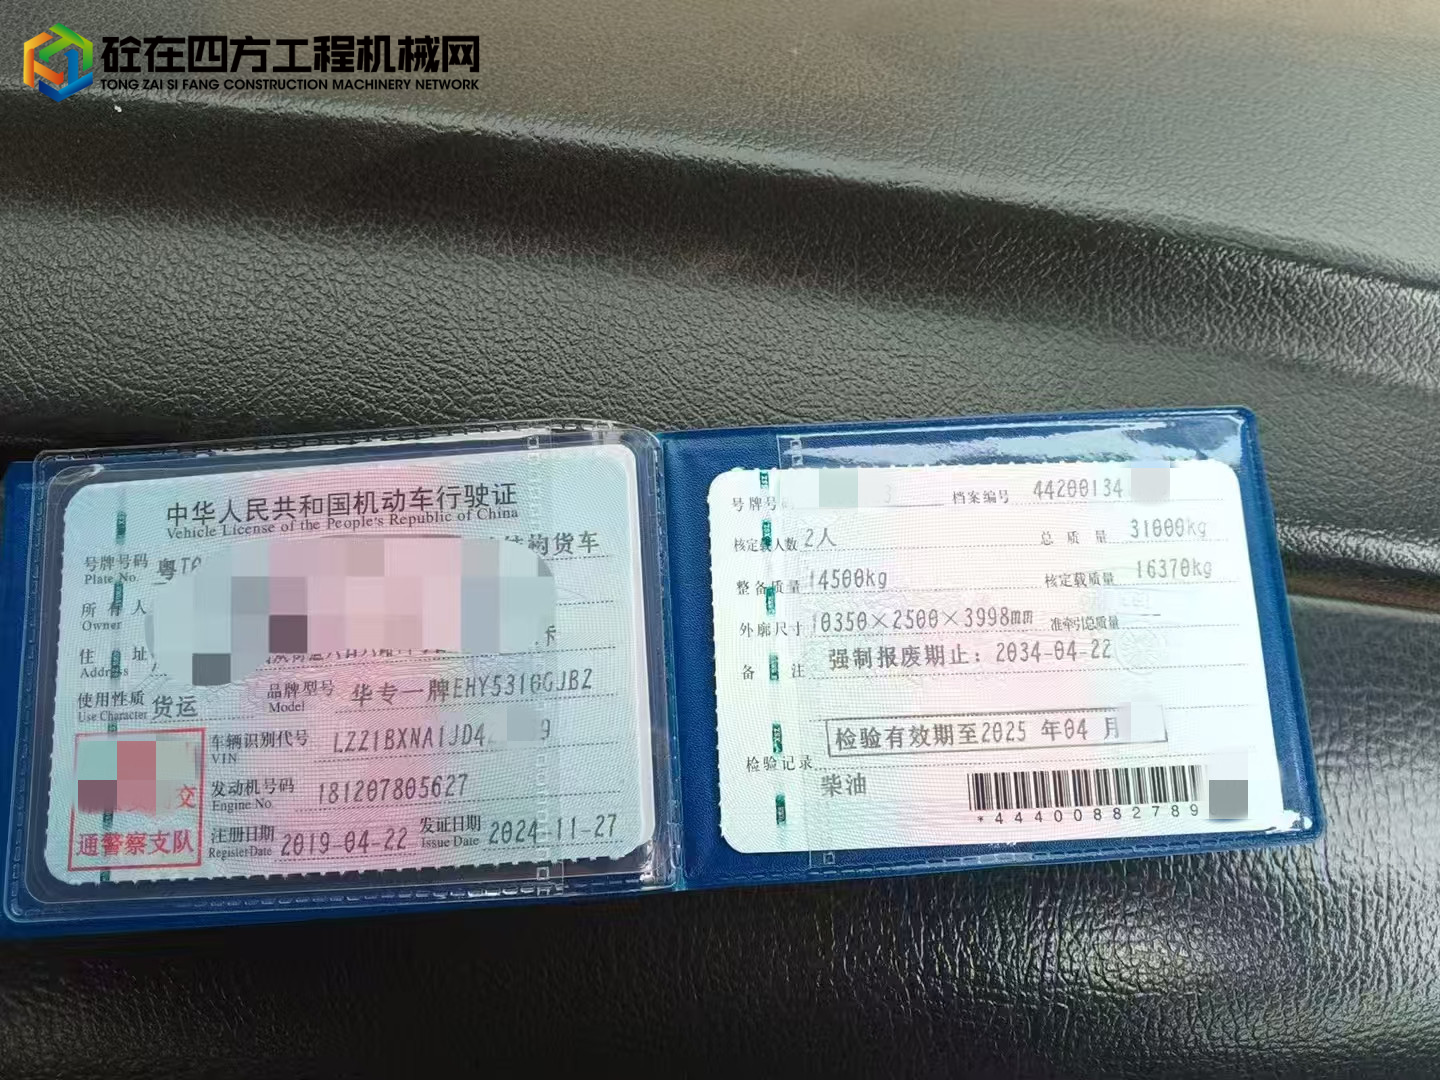 砼在四方工程机械网
TONG ZAI SI FANG CONSTRUCTION MACHINERY NETWORK
中华人民共和国机动车行驶证
Vehicle License of the People's Republic of China
号牌号码 粤T 结构货车
Plate No.
所有人
Owner
住址
Address
使用性质 货运 品牌型号 华专一牌EHY5310GJBZ
Use Character Model
车辆识别代号 LZZ1BXNA1JD4 9
VIN
发动机号码 181207805627
Engine No.
交
通警察支队
注册日期 2019-04-22 发证日期 2024-11-27
Register Date Issue Date
号牌号 3 档案编号 44200134
核定载人数 2人 总质量 31000kg
整备质量 14500kg 核定载质量 16370kg
外廓尺寸 10350×2500×3998mm 准牵引总质量 --
备注 强制报废期止：2034-04-22
检验有效期至2025 年04 月
检验记录
柴油
*44400882789